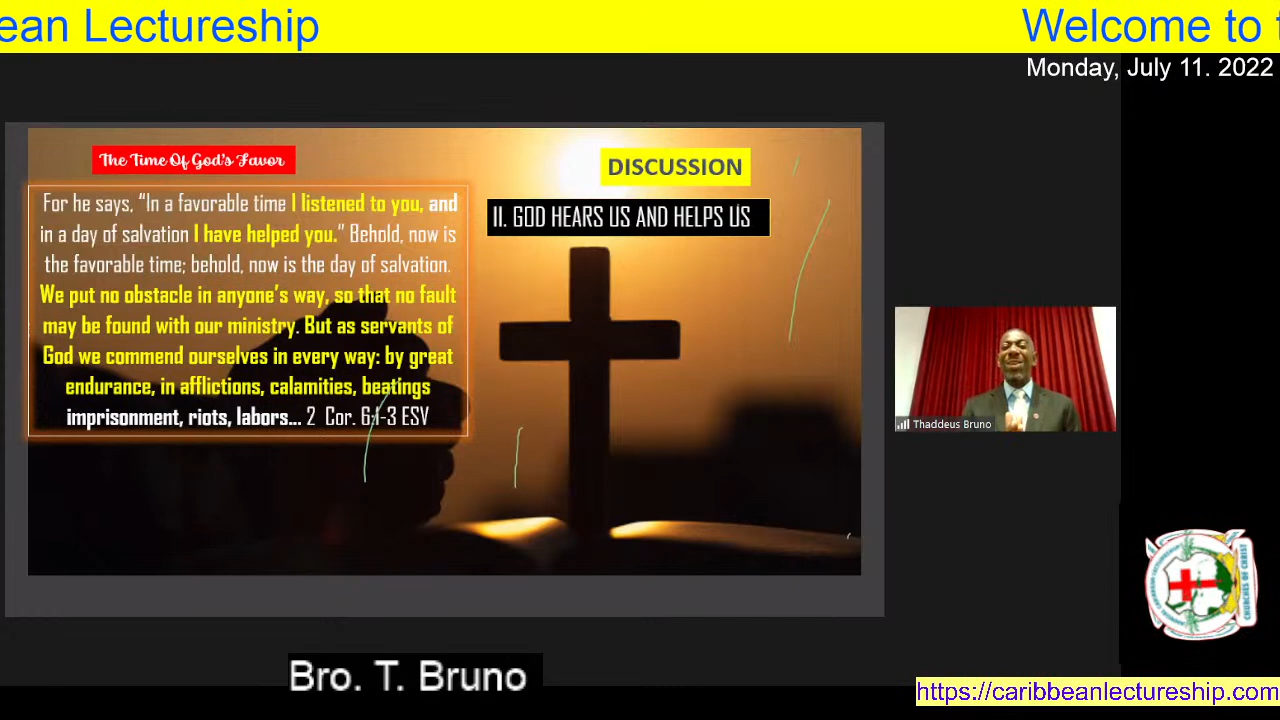 ean Lectureship
Welcome to t
Monday, July 11. 2022
The Time Of God's Favor
For he says, “In a favorable time I listened to you, and
in a day of salvation I have helped you.” Behold, now is
the favorable time; behold, now is the day of salvation.
We put no obstacle in anyone's way, so that no fault
may be found with our ministry. But as servants of
God we commend ourselves in every way: by great
endurance, in afflictions, calamities, beatings
imprisonment, riots, labors... 2 Cor. 6:1-3 ESV
DISCUSSION
II. GOD HEARS US AND HELPS US
Thaddeus Bruno
CHURCHES OF CHRIST
Bro. T. Bruno
https://caribbeanlectureship.com